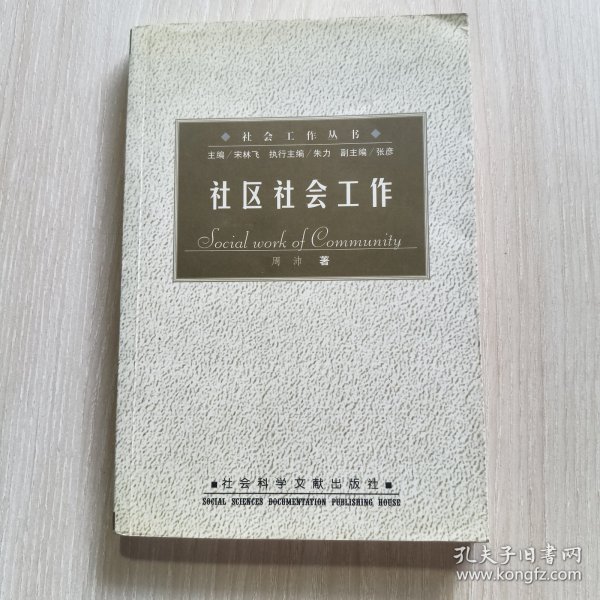 ◆ 社会工作丛书 ◆
主编/宋林飞 执行主编/朱力 副主编/张彦
社区社会工作
Social work of Community
周沛 著
■社会科学文献出版社■
SOCIAL SCIENCES DOCUMENTATION PUBLISHING HOUSE
孔夫子旧书网
www.kongfz.com